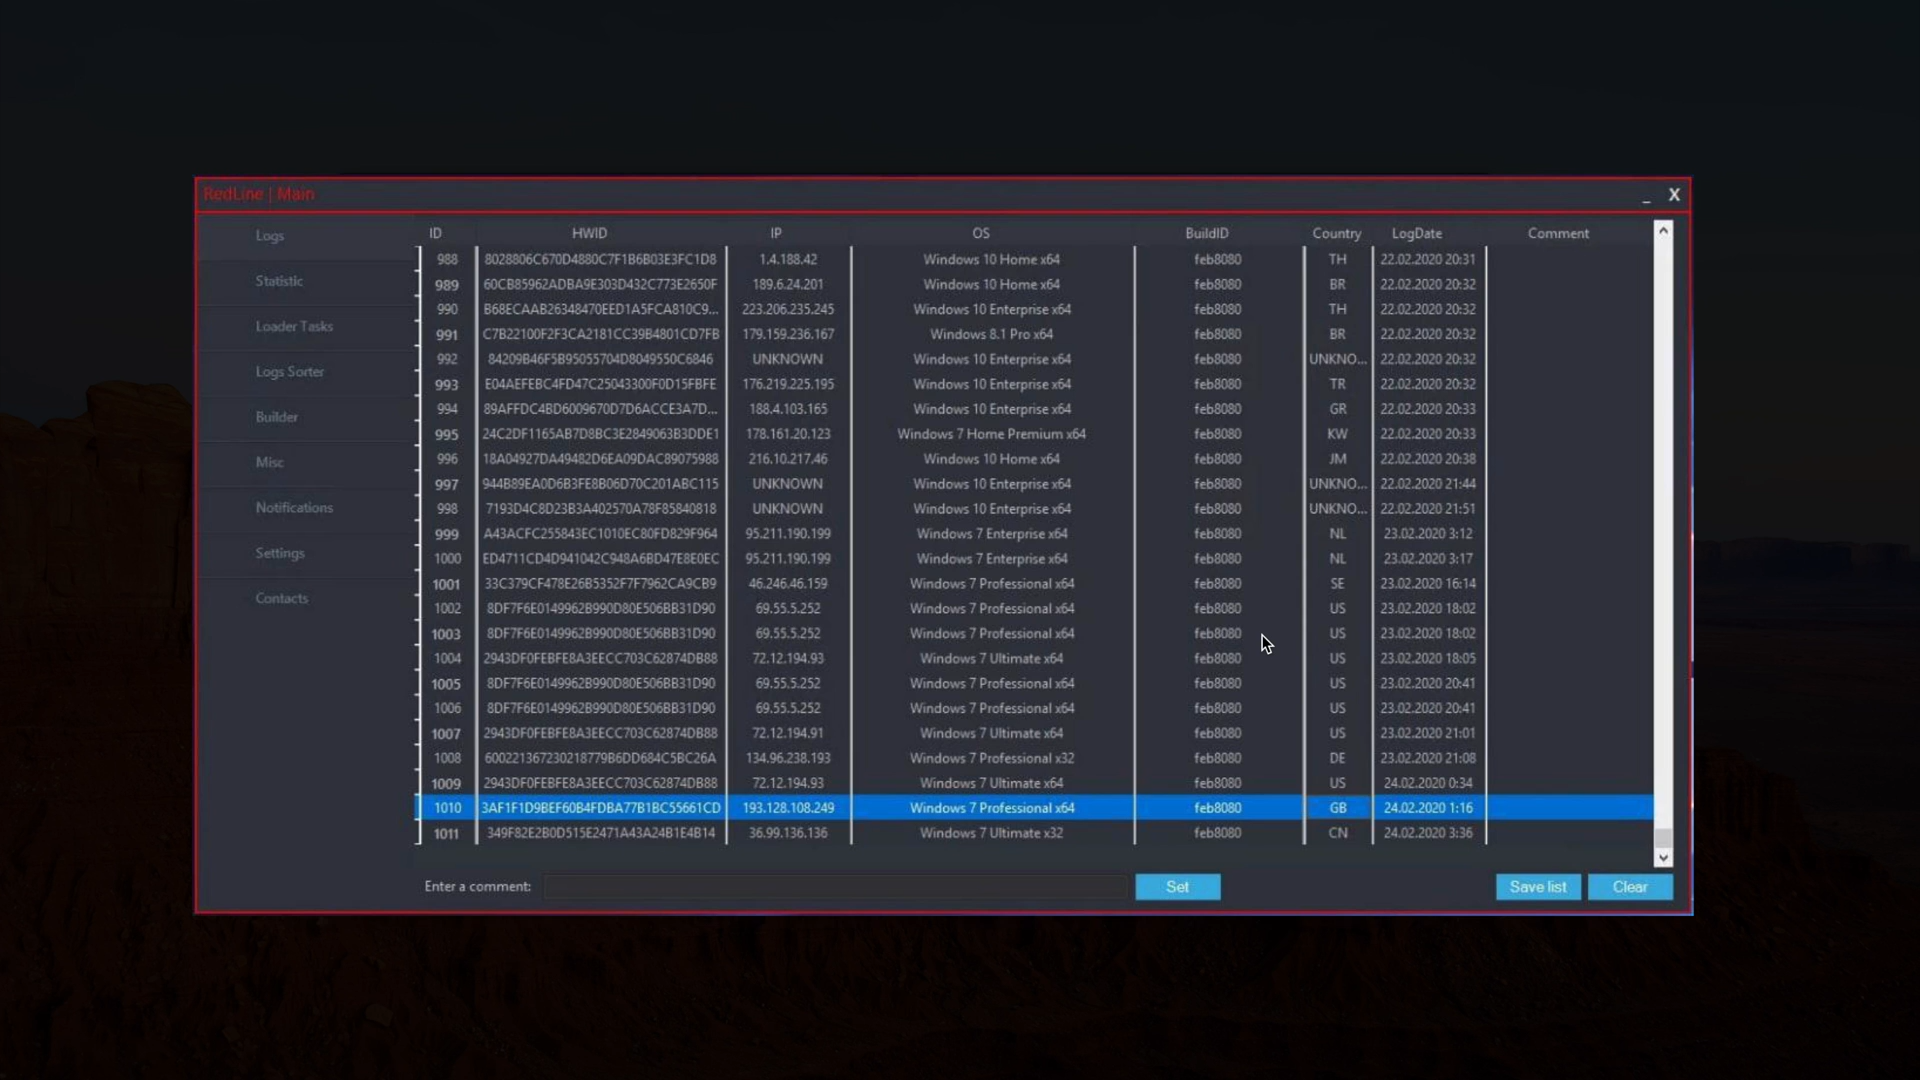 RedLine | Main
_ X
Logs
Statistic
Loader Tasks
Logs Sorter
Builder
Misc
Notifications
Settings
Contacts
ID HWID IP OS BuildID Country LogDate Comment
988 8028806C670D4880C7F1B6B03E3FC1D8 1.4.188.42 Windows 10 Home x64 feb8080 TH 22.02.2020 20:31
989 60CB85962ADBA9E303D432C773E2650F 189.6.24.201 Windows 10 Home x64 feb8080 BR 22.02.2020 20:32
990 B68ECAAB26348470EED1A5FCA810C9... 223.206.235.245 Windows 10 Enterprise x64 feb8080 TH 22.02.2020 20:32
991 C7B22100F2F3CA2181CC39B4801CD7FB 179.159.236.167 Windows 8.1 Pro x64 feb8080 BR 22.02.2020 20:32
992 84209B46F5B95055704D8049550C6846 UNKNOWN Windows 10 Enterprise x64 feb8080 UNKNO... 22.02.2020 20:32
993 E04AEFEBC4FD47C25043300F0D15FBFE 176.219.225.195 Windows 10 Enterprise x64 feb8080 TR 22.02.2020 20:32
994 89AFFDC4BD6009670D7D6ACCE3A7D... 188.4.103.165 Windows 10 Enterprise x64 feb8080 GR 22.02.2020 20:33
995 24C2DF1165AB7D8BC3E2849063B3DDE1 178.161.20.123 Windows 7 Home Premium x64 feb8080 KW 22.02.2020 20:33
996 18A04927DA49482D6EA09DAC89075988 216.10.217.46 Windows 10 Home x64 feb8080 JM 22.02.2020 20:38
997 944B89EA0D6B3FE8B06D70C201ABC115 UNKNOWN Windows 10 Enterprise x64 feb8080 UNKNO... 22.02.2020 21:44
998 7193D4C8D23B3A402570A78F85840818 UNKNOWN Windows 10 Enterprise x64 feb8080 UNKNO... 22.02.2020 21:51
999 A43ACFC255843EC1010EC80FD829F964 95.211.190.199 Windows 7 Enterprise x64 feb8080 NL 23.02.2020 3:12
1000 ED4711CD4D941042C948A6BD47E8E0EC 95.211.190.199 Windows 7 Enterprise x64 feb8080 NL 23.02.2020 3:17
1001 33C379CF478E26B5352F7F7962CA9CB9 46.246.46.159 Windows 7 Professional x64 feb8080 SE 23.02.2020 16:14
1002 8DF7F6E0149962B990D80E506BB31D90 69.55.5.252 Windows 7 Professional x64 feb8080 US 23.02.2020 18:02
1003 8DF7F6E0149962B990D80E506BB31D90 69.55.5.252 Windows 7 Professional x64 feb8080 US 23.02.2020 18:02
1004 2943DF0FEBFE8A3EECC703C62874DB88 72.12.194.93 Windows 7 Ultimate x64 feb8080 US 23.02.2020 18:05
1005 8DF7F6E0149962B990D80E506BB31D90 69.55.5.252 Windows 7 Professional x64 feb8080 US 23.02.2020 20:41
1006 8DF7F6E0149962B990D80E506BB31D90 69.55.5.252 Windows 7 Professional x64 feb8080 US 23.02.2020 20:41
1007 2943DF0FEBFE8A3EECC703C62874DB88 72.12.194.91 Windows 7 Ultimate x64 feb8080 US 23.02.2020 21:01
1008 600221367230218779B6DD684C5BC26A 134.96.238.193 Windows 7 Professional x32 feb8080 DE 23.02.2020 21:08
1009 2943DF0FEBFE8A3EECC703C62874DB88 72.12.194.93 Windows 7 Ultimate x64 feb8080 US 24.02.2020 0:34
1010 3AF1F1D9BEF60B4FDBA77B1BC55661CD 193.128.108.249 Windows 7 Professional x64 feb8080 GB 24.02.2020 1:16
1011 349F82E2B0D515E2471A43A24B1E4B14 36.99.136.136 Windows 7 Ultimate x32 feb8080 CN 24.02.2020 3:36
Enter a comment: Set Save list Clear